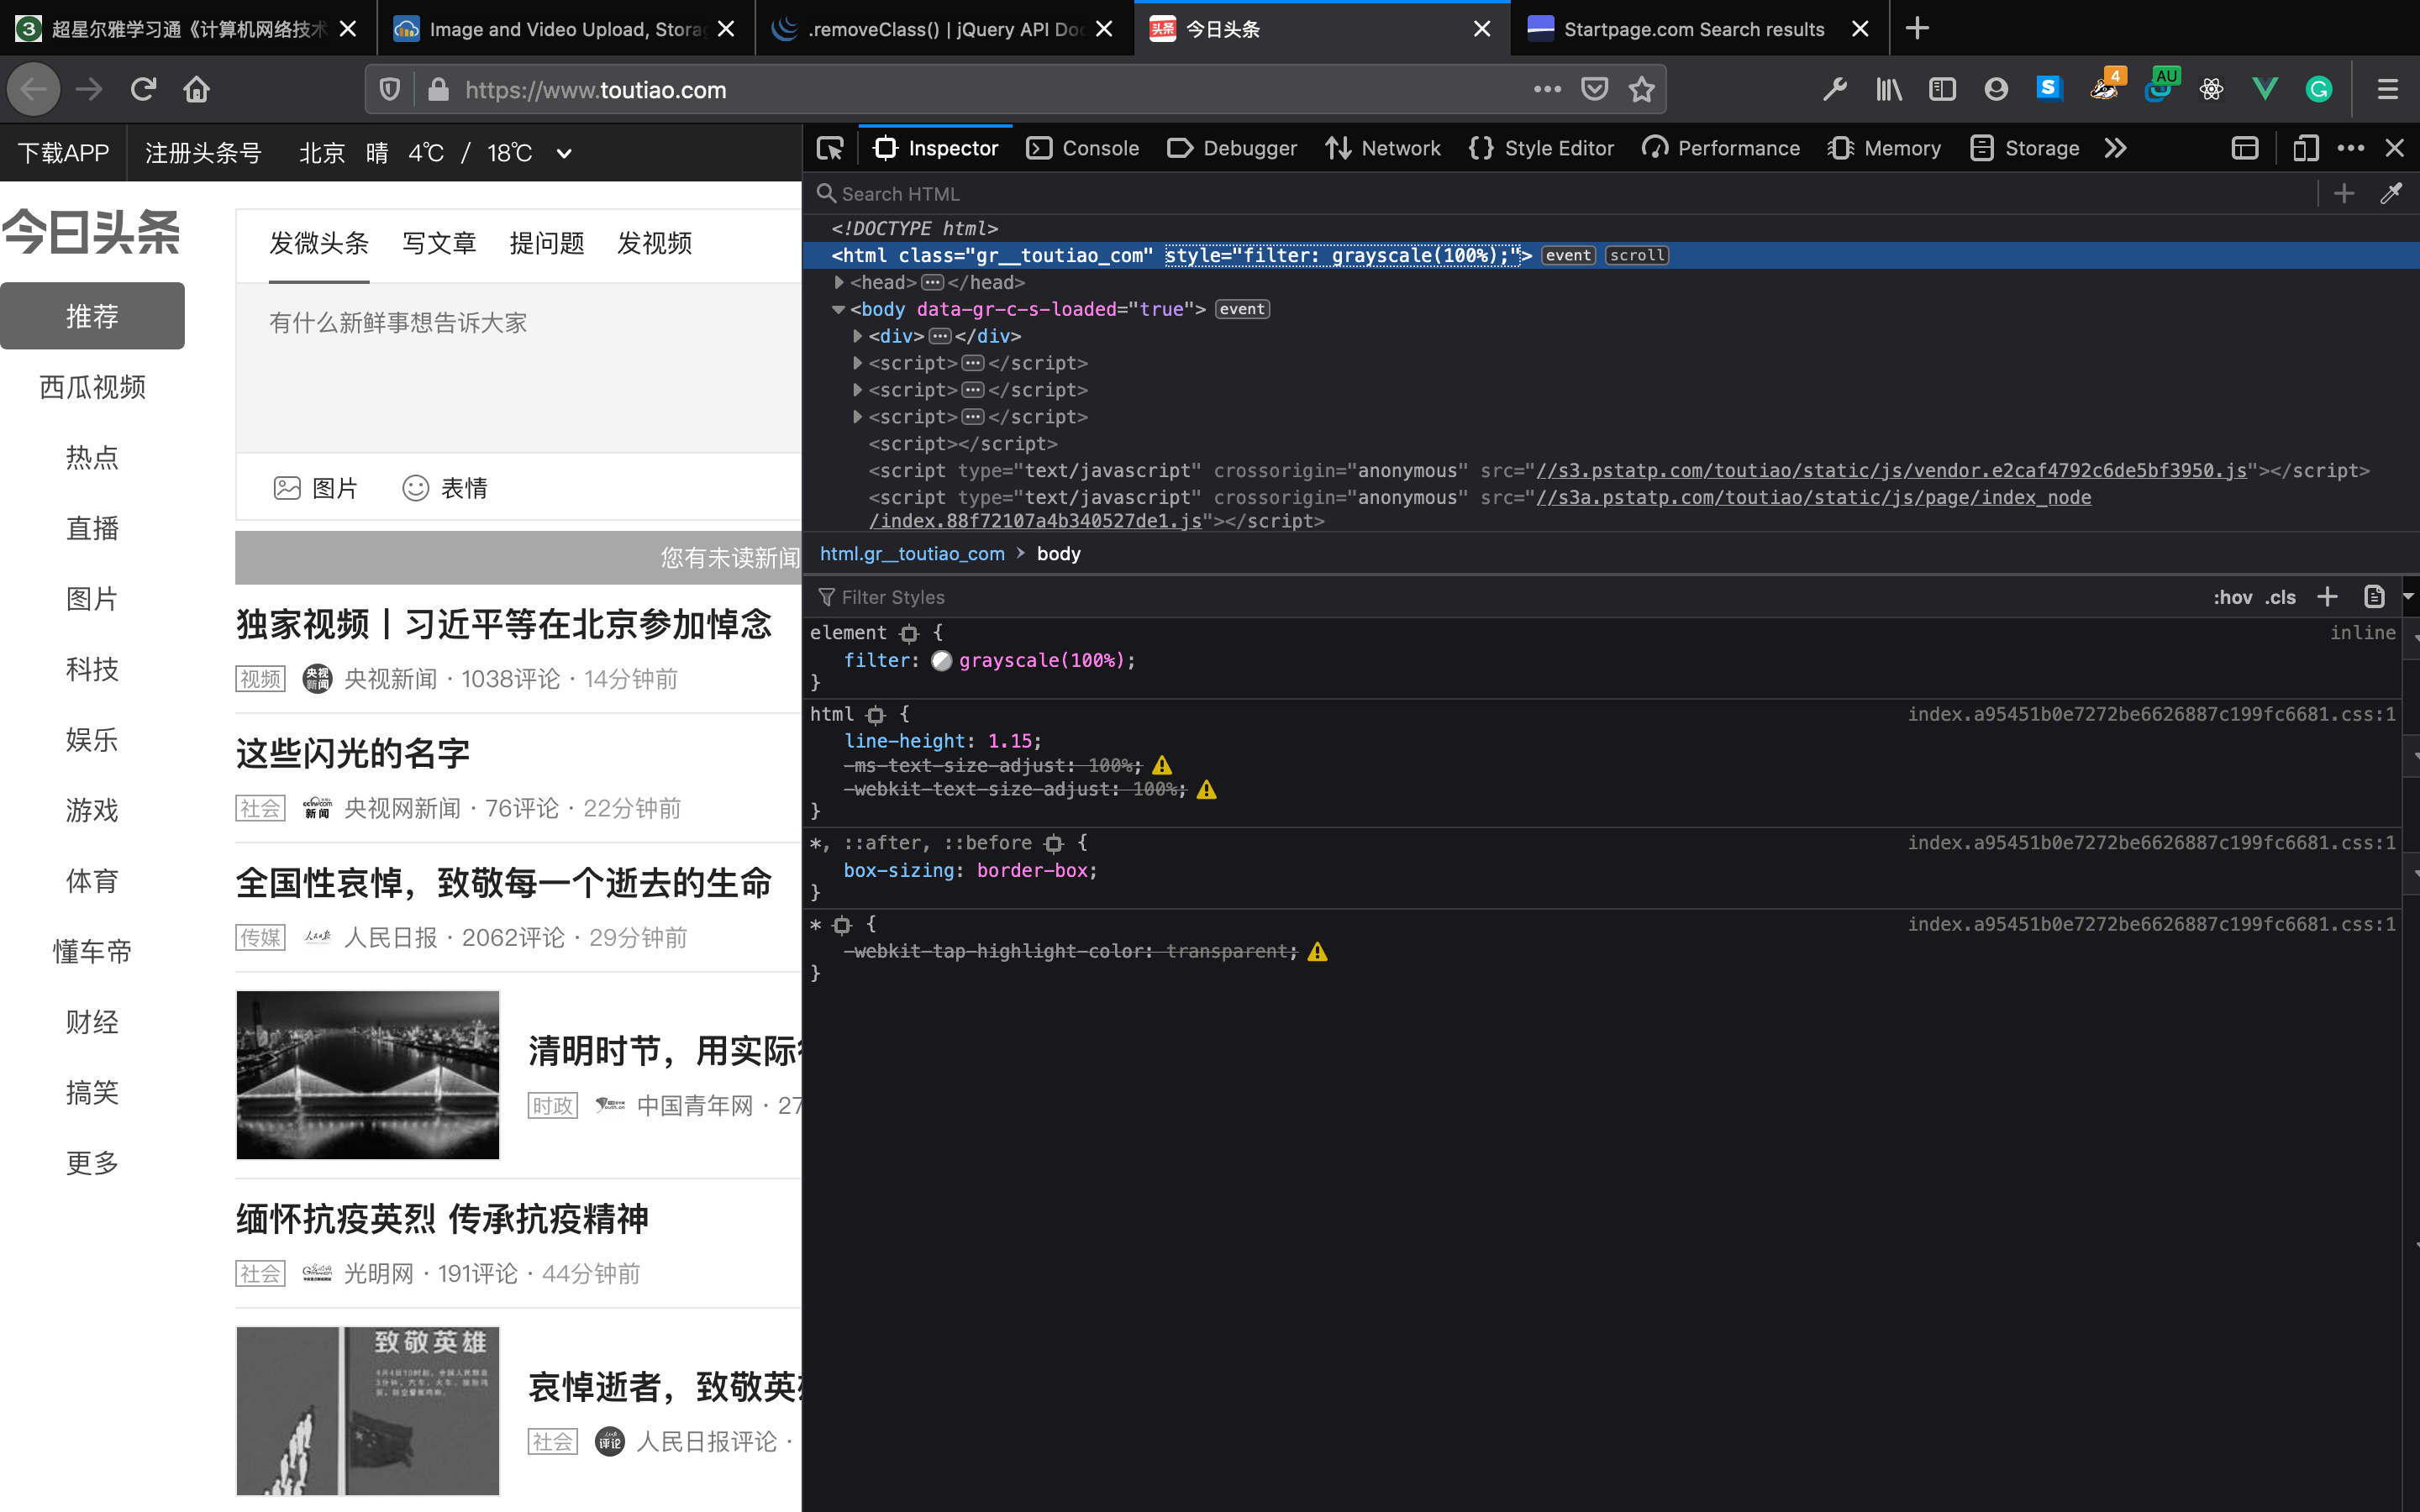 超星尔雅学习通《计算机网络技术
Image and Video Upload, Storag
.removeClass() | jQuery API Doc
头条 今日头条
Startpage.com Search results
https://www.toutiao.com
S
4
AU
下载APP 注册头条号 北京 晴 4℃ / 18℃
Inspector Console Debugger Network Style Editor Performance Memory Storage
Search HTML
今日头条
推荐
西瓜视频
热点
直播
图片
科技
娱乐
游戏
体育
懂车帝
财经
搞笑
更多
发微头条 写文章 提问题 发视频
有什么新鲜事想告诉大家
图片 表情
您有未读新闻
独家视频丨习近平等在北京参加悼念
视频 央视新闻 央视新闻 · 1038评论 · 14分钟前
这些闪光的名字
社会 cctv.com 新闻 央视网新闻 · 76评论 · 22分钟前
全国性哀悼，致敬每一个逝去的生命
传媒 人民日报 人民日报 · 2062评论 · 29分钟前
清明时节，用实际
时政 中国青年网 · 27
缅怀抗疫英烈 传承抗疫精神
社会 光明网 · 191评论 · 44分钟前
致敬英雄
哀悼逝者，致敬英
社会 评论 人民日报评论 ·
<!DOCTYPE html>
<html class="gr__toutiao_com" style="filter: grayscale(100%);"> event scroll
<head>···</head>
<body data-gr-c-s-loaded="true"> event
<div>···</div>
<script>···</script>
<script>···</script>
<script>···</script>
<script></script>
<script type="text/javascript" crossorigin="anonymous" src="//s3.pstatp.com/toutiao/static/js/vendor.e2caf4792c6de5bf3950.js"></script>
<script type="text/javascript" crossorigin="anonymous" src="//s3a.pstatp.com/toutiao/static/js/page/index_node
/index.88f72107a4b340527de1.js"></script>
html.gr__toutiao_com > body
Filter Styles :hov .cls +
element { inline
filter: grayscale(100%);
}
html { index.a95451b0e7272be6626887c199fc6681.css:1
line-height: 1.15;
-ms-text-size-adjust: 100%;
-webkit-text-size-adjust: 100%;
}
*, ::after, ::before { index.a95451b0e7272be6626887c199fc6681.css:1
box-sizing: border-box;
}
* { index.a95451b0e7272be6626887c199fc6681.css:1
-webkit-tap-highlight-color: transparent;
}